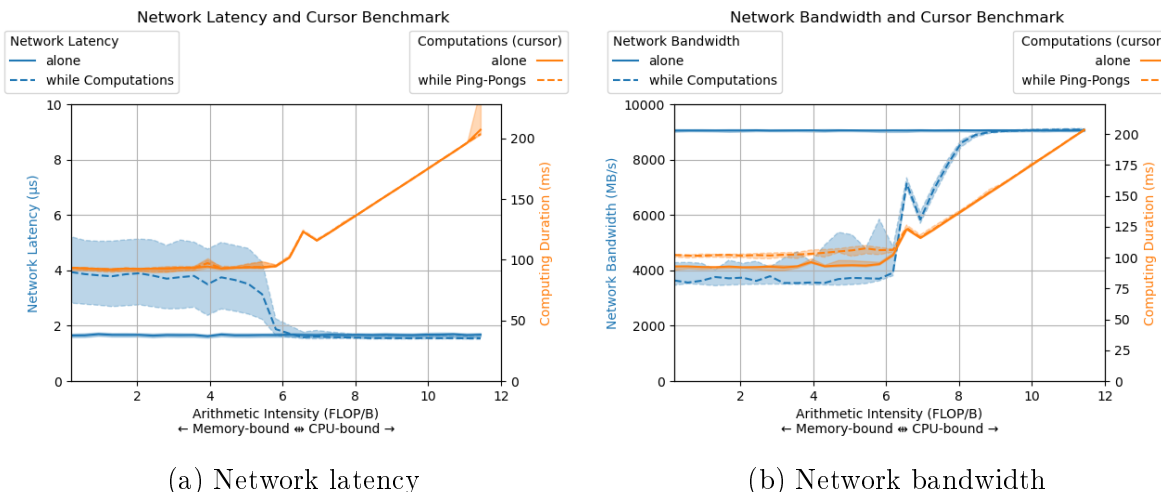 Network Latency and Cursor Benchmark
Network Latency
alone
while Computations
Computations (cursor)
alone
while Ping-Pongs
10
8
6
4
2
0
Network Latency (µs)
200
150
100
50
0
Computing Duration (ms)
2 4 6 8 10 12
Arithmetic Intensity (FLOP/B)
← Memory-bound ⇹ CPU-bound →
(a) Network latency
Network Bandwidth and Cursor Benchmark
Network Bandwidth
alone
while Computations
Computations (cursor
alone
while Ping-Pongs
10000
8000
6000
4000
2000
0
Network Bandwidth (MB/s)
200
175
150
125
100
75
50
25
0
Computing Duration (ms)
2 4 6 8 10 12
Arithmetic Intensity (FLOP/B)
← Memory-bound ⇹ CPU-bound →
(b) Network bandwidth